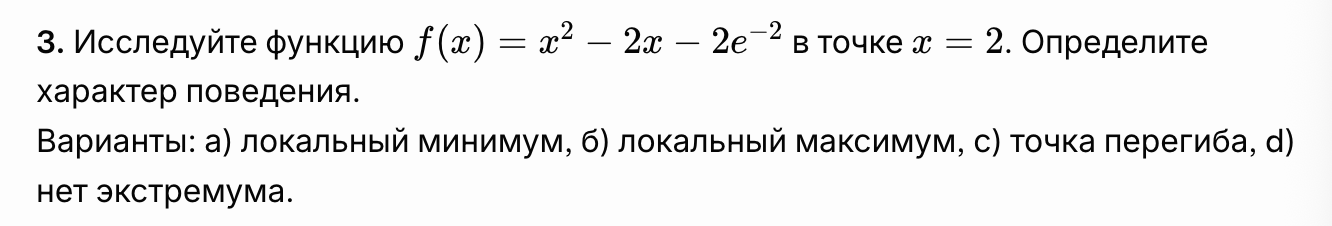 3. Исследуйте функцию f(x) = x² − 2x − 2e⁻² в точке x = 2. Определите
характер поведения.
Варианты: а) локальный минимум, б) локальный максимум, c) точка перегиба, d)
нет экстремума.